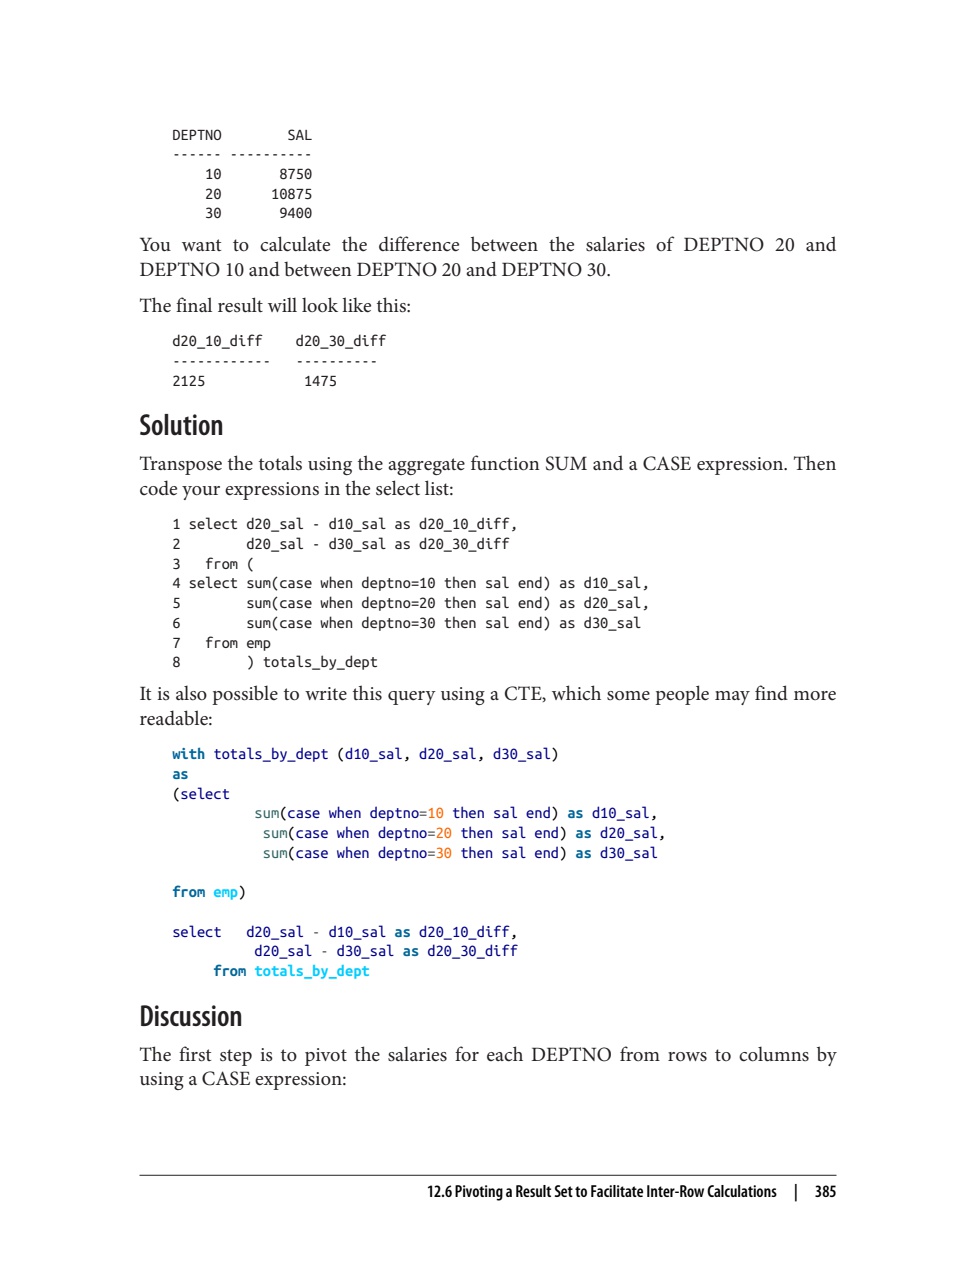 DEPTNO        SAL
------ ----------
    10       8750
    20      10875
    30       9400
You want to calculate the difference between the salaries of DEPTNO 20 and
DEPTNO 10 and between DEPTNO 20 and DEPTNO 30.
The final result will look like this:
d20_10_diff    d20_30_diff
------------   ----------
2125            1475
Solution
Transpose the totals using the aggregate function SUM and a CASE expression. Then
code your expressions in the select list:
1 select d20_sal - d10_sal as d20_10_diff,
2        d20_sal - d30_sal as d20_30_diff
3   from (
4 select sum(case when deptno=10 then sal end) as d10_sal,
5        sum(case when deptno=20 then sal end) as d20_sal,
6        sum(case when deptno=30 then sal end) as d30_sal
7   from emp
8        ) totals_by_dept
It is also possible to write this query using a CTE, which some people may find more
readable:
with totals_by_dept (d10_sal, d20_sal, d30_sal)
as
(select
          sum(case when deptno=10 then sal end) as d10_sal,
           sum(case when deptno=20 then sal end) as d20_sal,
           sum(case when deptno=30 then sal end) as d30_sal
from emp)
select   d20_sal - d10_sal as d20_10_diff,
          d20_sal - d30_sal as d20_30_diff
     from totals_by_dept
Discussion
The first step is to pivot the salaries for each DEPTNO from rows to columns by
using a CASE expression:
12.6 Pivoting a Result Set to Facilitate Inter-Row Calculations | 385